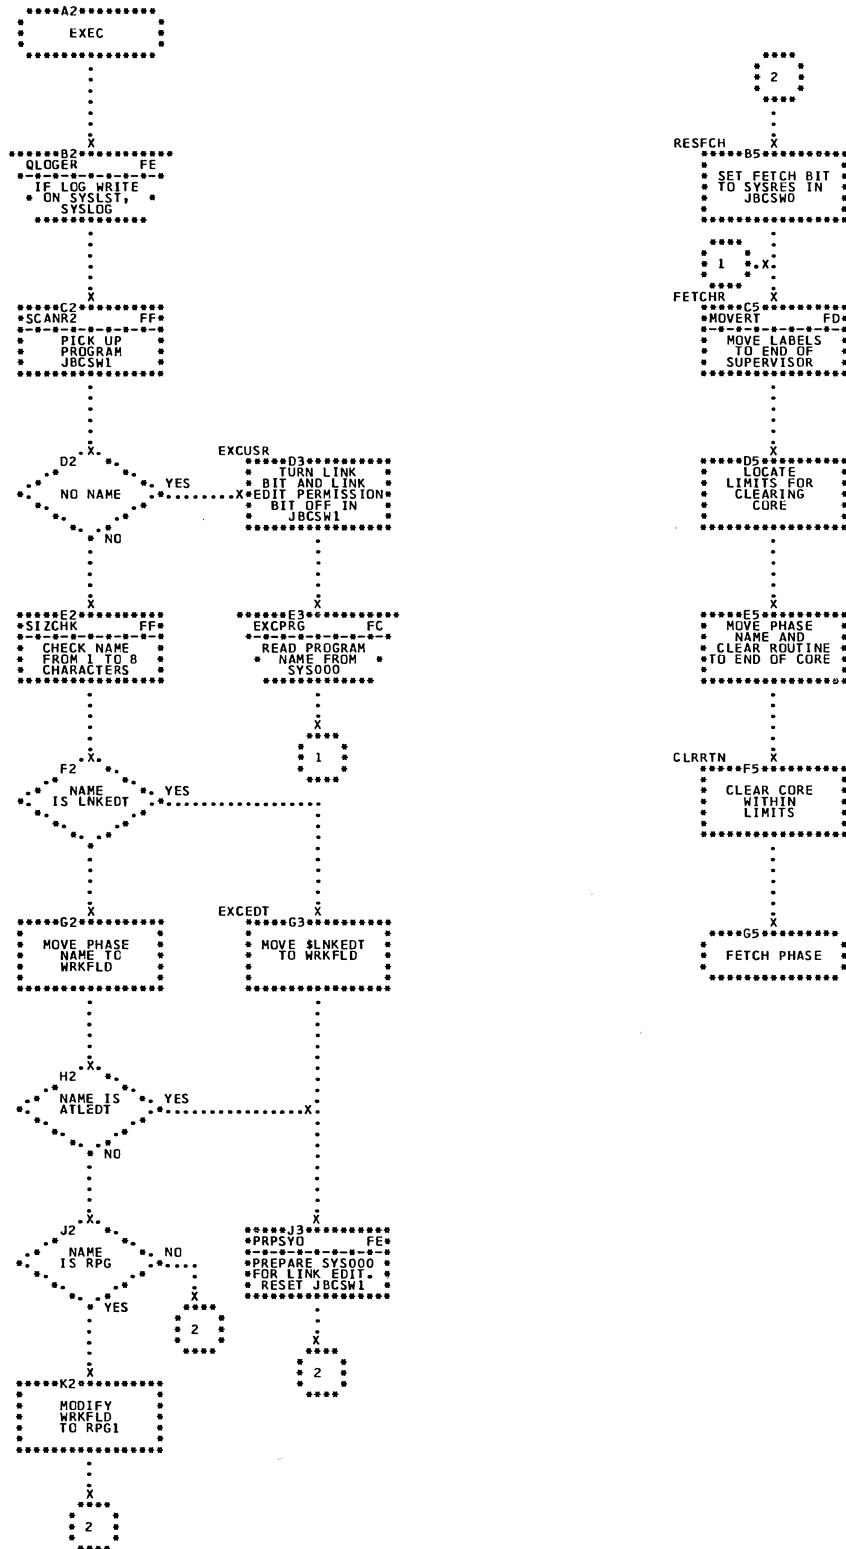 A2
EXEC
B2
QLOGER FE
IF LOG WRITE
ON SYSLST,
SYSLOG
C2
SCANR2 FF
PICK UP
PROGRAM
JBCSW1
D2
NO NAME
YES
NO
EXCUSR
D3
TURN LINK
BIT AND LINK
EDIT PERMISSION
BIT OFF IN
JBCSW1
E2
SIZCHK FF
CHECK NAME
FROM 1 TO 8
CHARACTERS
E3
EXCPRG FC
READ PROGRAM
NAME FROM
SYS000
1
F2
NAME
IS LNKEDT
YES
G2
MOVE PHASE
NAME TO
WRKFLD
EXCEDT
G3
MOVE $LNKEDT
TO WRKFLD
H2
NAME IS
ATLEDT
YES
NO
J2
NAME
IS RPG
NO
YES
2
J3
PRPSYO FE
PREPARE SYS000
FOR LINK EDIT.
RESET JBCSW1
2
K2
MODIFY
WRKFLD
TO RPG1
2
2
RESFCH
B5
SET FETCH BIT
TO SYSRES IN
JBCSW0
1
FETCHR
C5
MOVERT FD
MOVE LABELS
TO END OF
SUPERVISOR
D5
LOCATE
LIMITS FOR
CLEARING
CORE
E5
MOVE PHASE
NAME AND
CLEAR ROUTINE
TO END OF CORE
CLRRTN
F5
CLEAR CORE
WITHIN
LIMITS
G5
FETCH PHASE